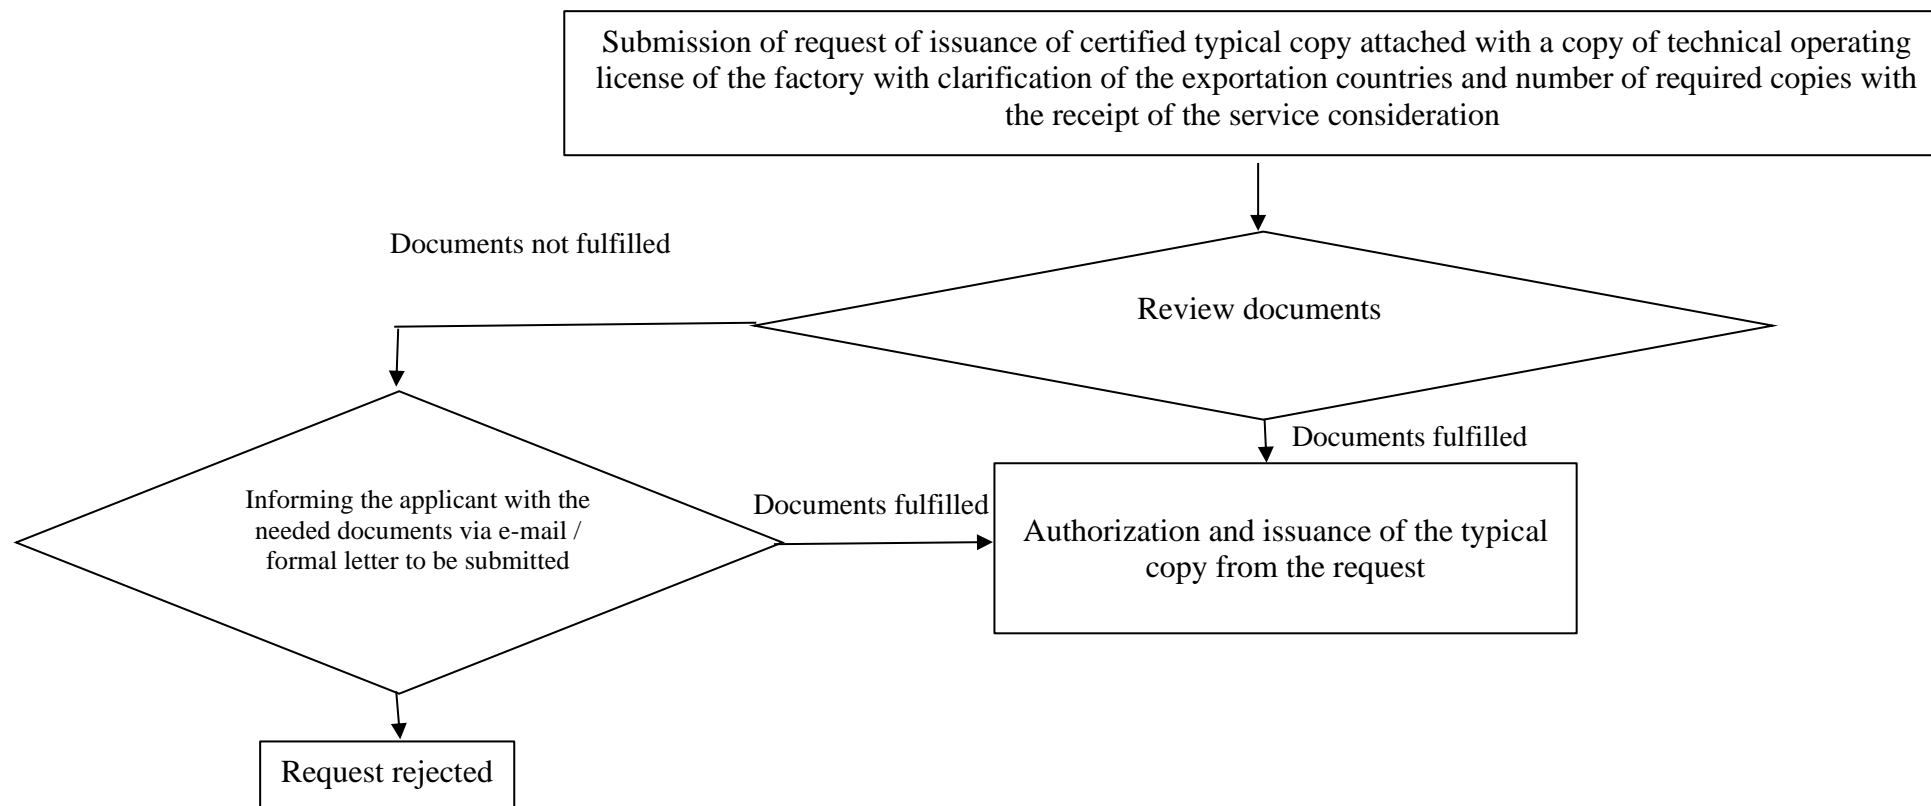 Submission of request of issuance of certified typical copy attached with a copy of technical operating
license of the factory with clarification of the exportation countries and number of required copies with
the receipt of the service consideration
Documents not fulfilled
Review documents
Documents fulfilled
Informing the applicant with the
needed documents via e-mail /
formal letter to be submitted
Documents fulfilled
Authorization and issuance of the typical
copy from the request
Request rejected